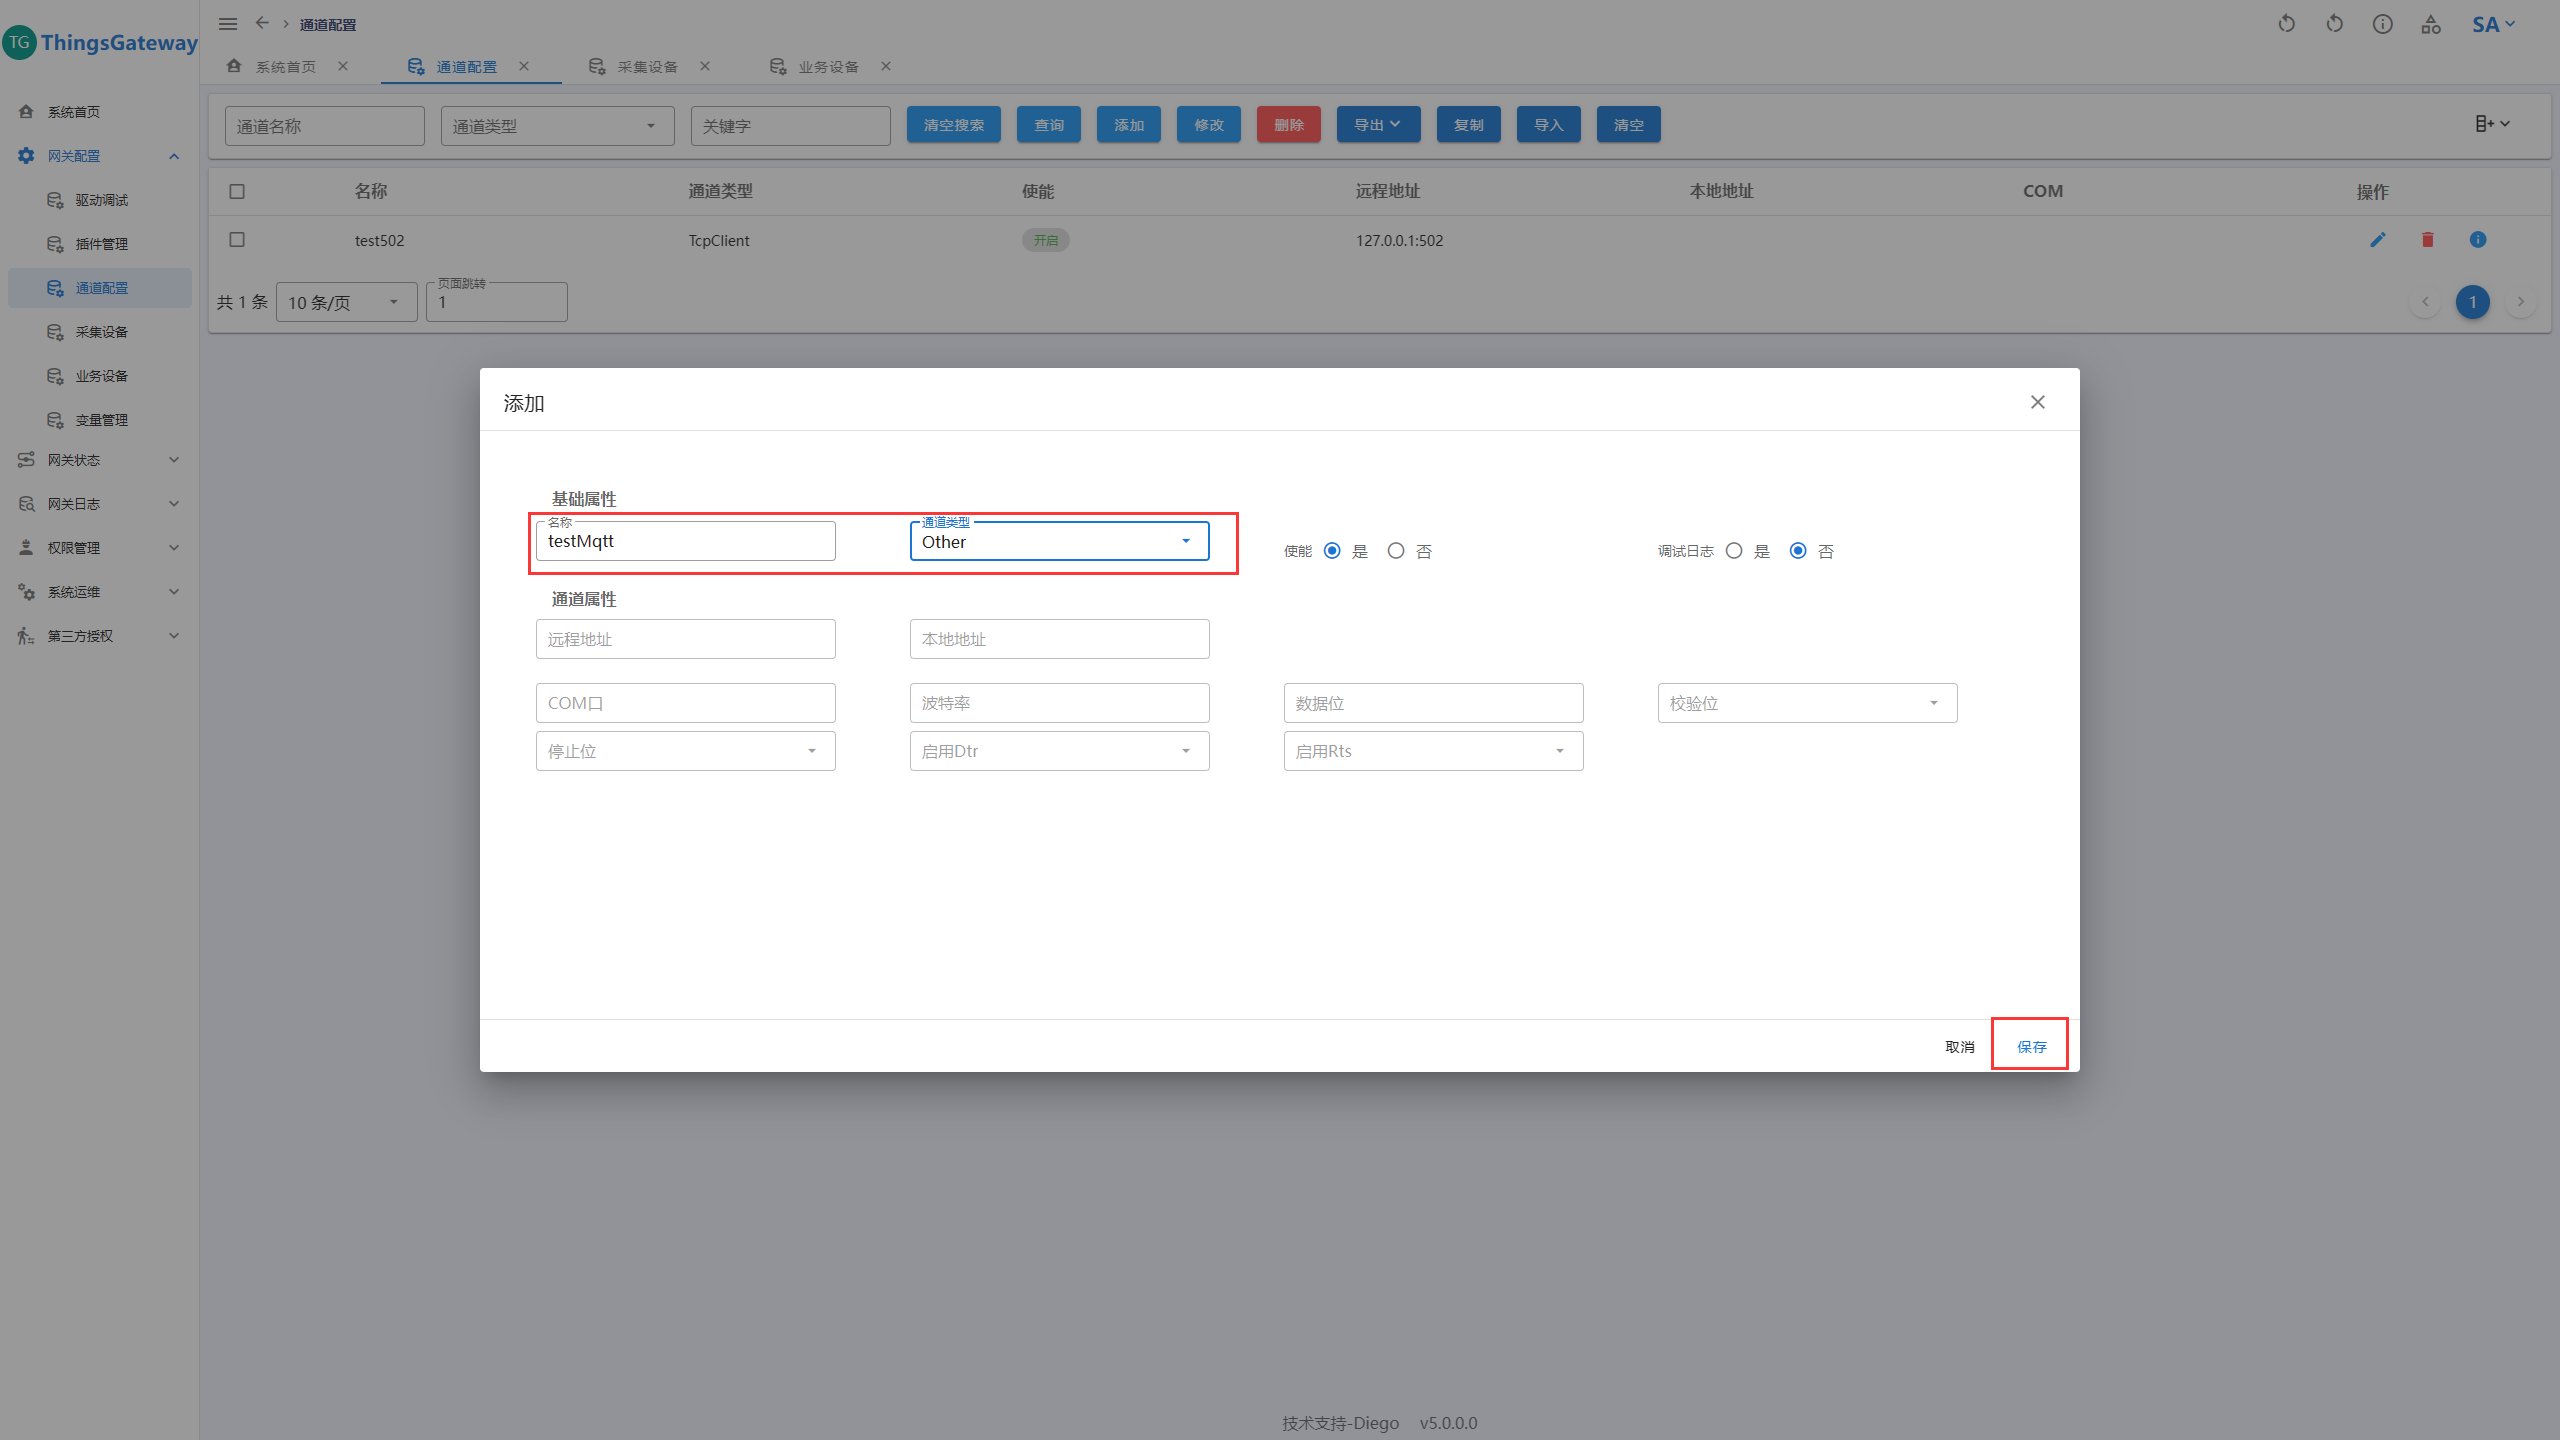 TG ThingsGateway
通道配置
SA
系统首页
通道配置
采集设备
业务设备
系统首页
网关配置
驱动调试
插件管理
通道配置
采集设备
业务设备
变量管理
网关状态
网关日志
权限管理
系统运维
第三方授权
通道名称 通道类型 关键字 清空搜索 查询 添加 修改 删除 导出 复制 导入 清空
名称 通道类型 使能 远程地址 本地地址 COM 操作
test502 TcpClient 开启 127.0.0.1:502
页面跳转
共 1 条 10 条/页 1 1
添加
基础属性
名称 通道类型
testMqtt Other 使能 是 否 调试日志 是 否
通道属性
远程地址 本地地址
COM口 波特率 数据位 校验位
停止位 启用Dtr 启用Rts
取消 保存
技术支持-Diego v5.0.0.0